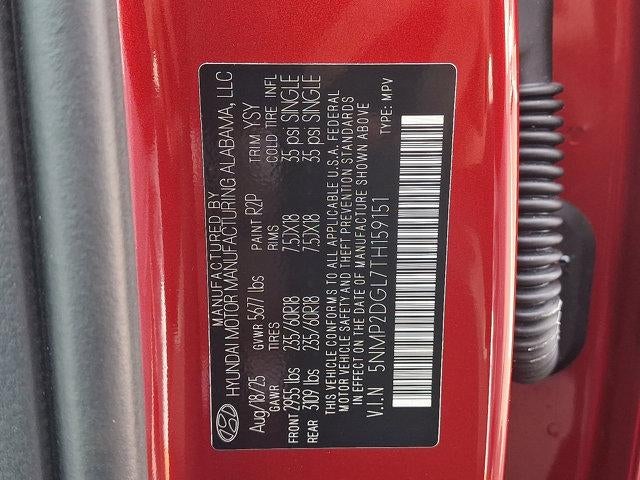 MANUFACTURED BY
HYUNDAI MOTOR MANUFACTURING ALABAMA, LLC
Aug/18/25 GVWR 5677 lbs PAINT R2P TRIM YSY
GAWR TIRES RIMS COLD TIRE INFL
FRONT 2955 lbs 235/60R18 7.5JX18 35 psi SINGLE
REAR 3109 lbs 235/60R18 7.5JX18 35 psi SINGLE
THIS VEHICLE CONFORMS TO ALL APPLICABLE U.S.A. FEDERAL
MOTOR VEHICLE SAFETY AND THEFT PREVENTION STANDARDS
IN EFFECT ON THE DATE OF MANUFACTURE SHOWN ABOVE
V.I.N 5NMP2DGL7TH159151 TYPE: MPV